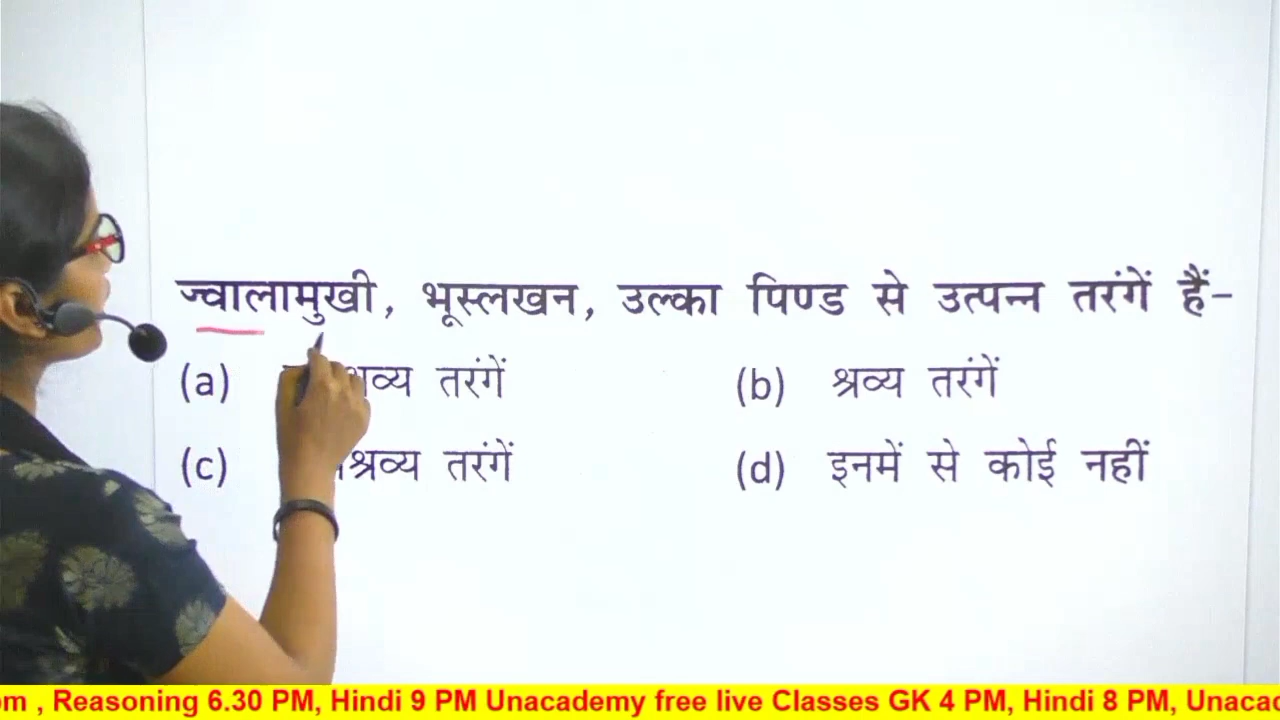 ज्वालामुखी, भूस्लखन, उल्का पिण्ड से उत्पन्न तरंगें हैं-
(a) तरंगें (b) श्रव्य तरंगें
(c) तरंगें (d) इनमें से कोई नहीं
om , Reasoning 6.30 PM, Hindi 9 PM Unacademy free live Classes GK 4 PM, Hindi 8 PM,